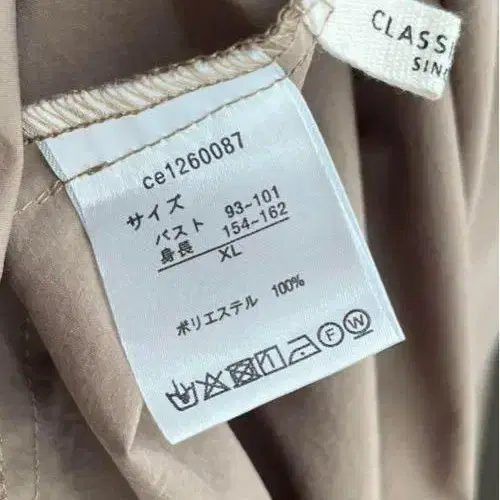 CLASS
SIN
ce1260087
サイズ
バスト 93~101
身長 154~162
XL
ポリエステル 100%
F W